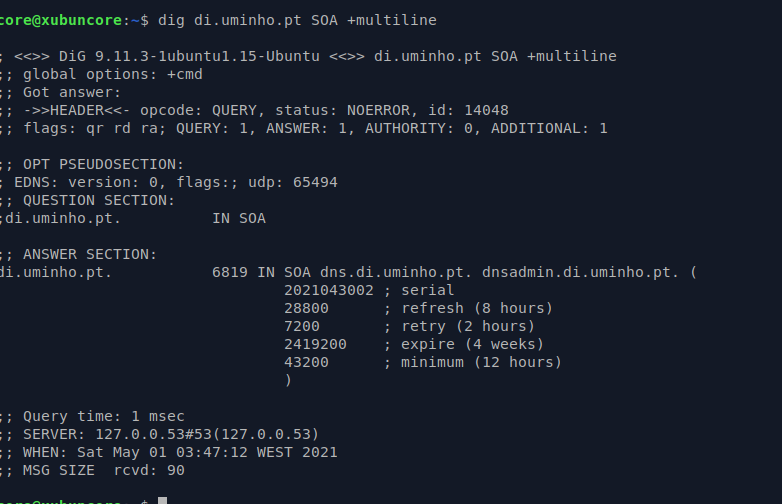 core@xubuncore:~$ dig di.uminho.pt SOA +multiline
; <<>> DiG 9.11.3-1ubuntu1.15-Ubuntu <<>> di.uminho.pt SOA +multiline
;; global options: +cmd
;; Got answer:
;; ->>HEADER<<- opcode: QUERY, status: NOERROR, id: 14048
;; flags: qr rd ra; QUERY: 1, ANSWER: 1, AUTHORITY: 0, ADDITIONAL: 1
;; OPT PSEUDOSECTION:
; EDNS: version: 0, flags:; udp: 65494
;; QUESTION SECTION:
;di.uminho.pt. IN SOA
;; ANSWER SECTION:
di.uminho.pt. 6819 IN SOA dns.di.uminho.pt. dnsadmin.di.uminho.pt. (
2021043002 ; serial
28800 ; refresh (8 hours)
7200 ; retry (2 hours)
2419200 ; expire (4 weeks)
43200 ; minimum (12 hours)
)
;; Query time: 1 msec
;; SERVER: 127.0.0.53#53(127.0.0.53)
;; WHEN: Sat May 01 03:47:12 WEST 2021
;; MSG SIZE rcvd: 90
core@xubuncore:~$